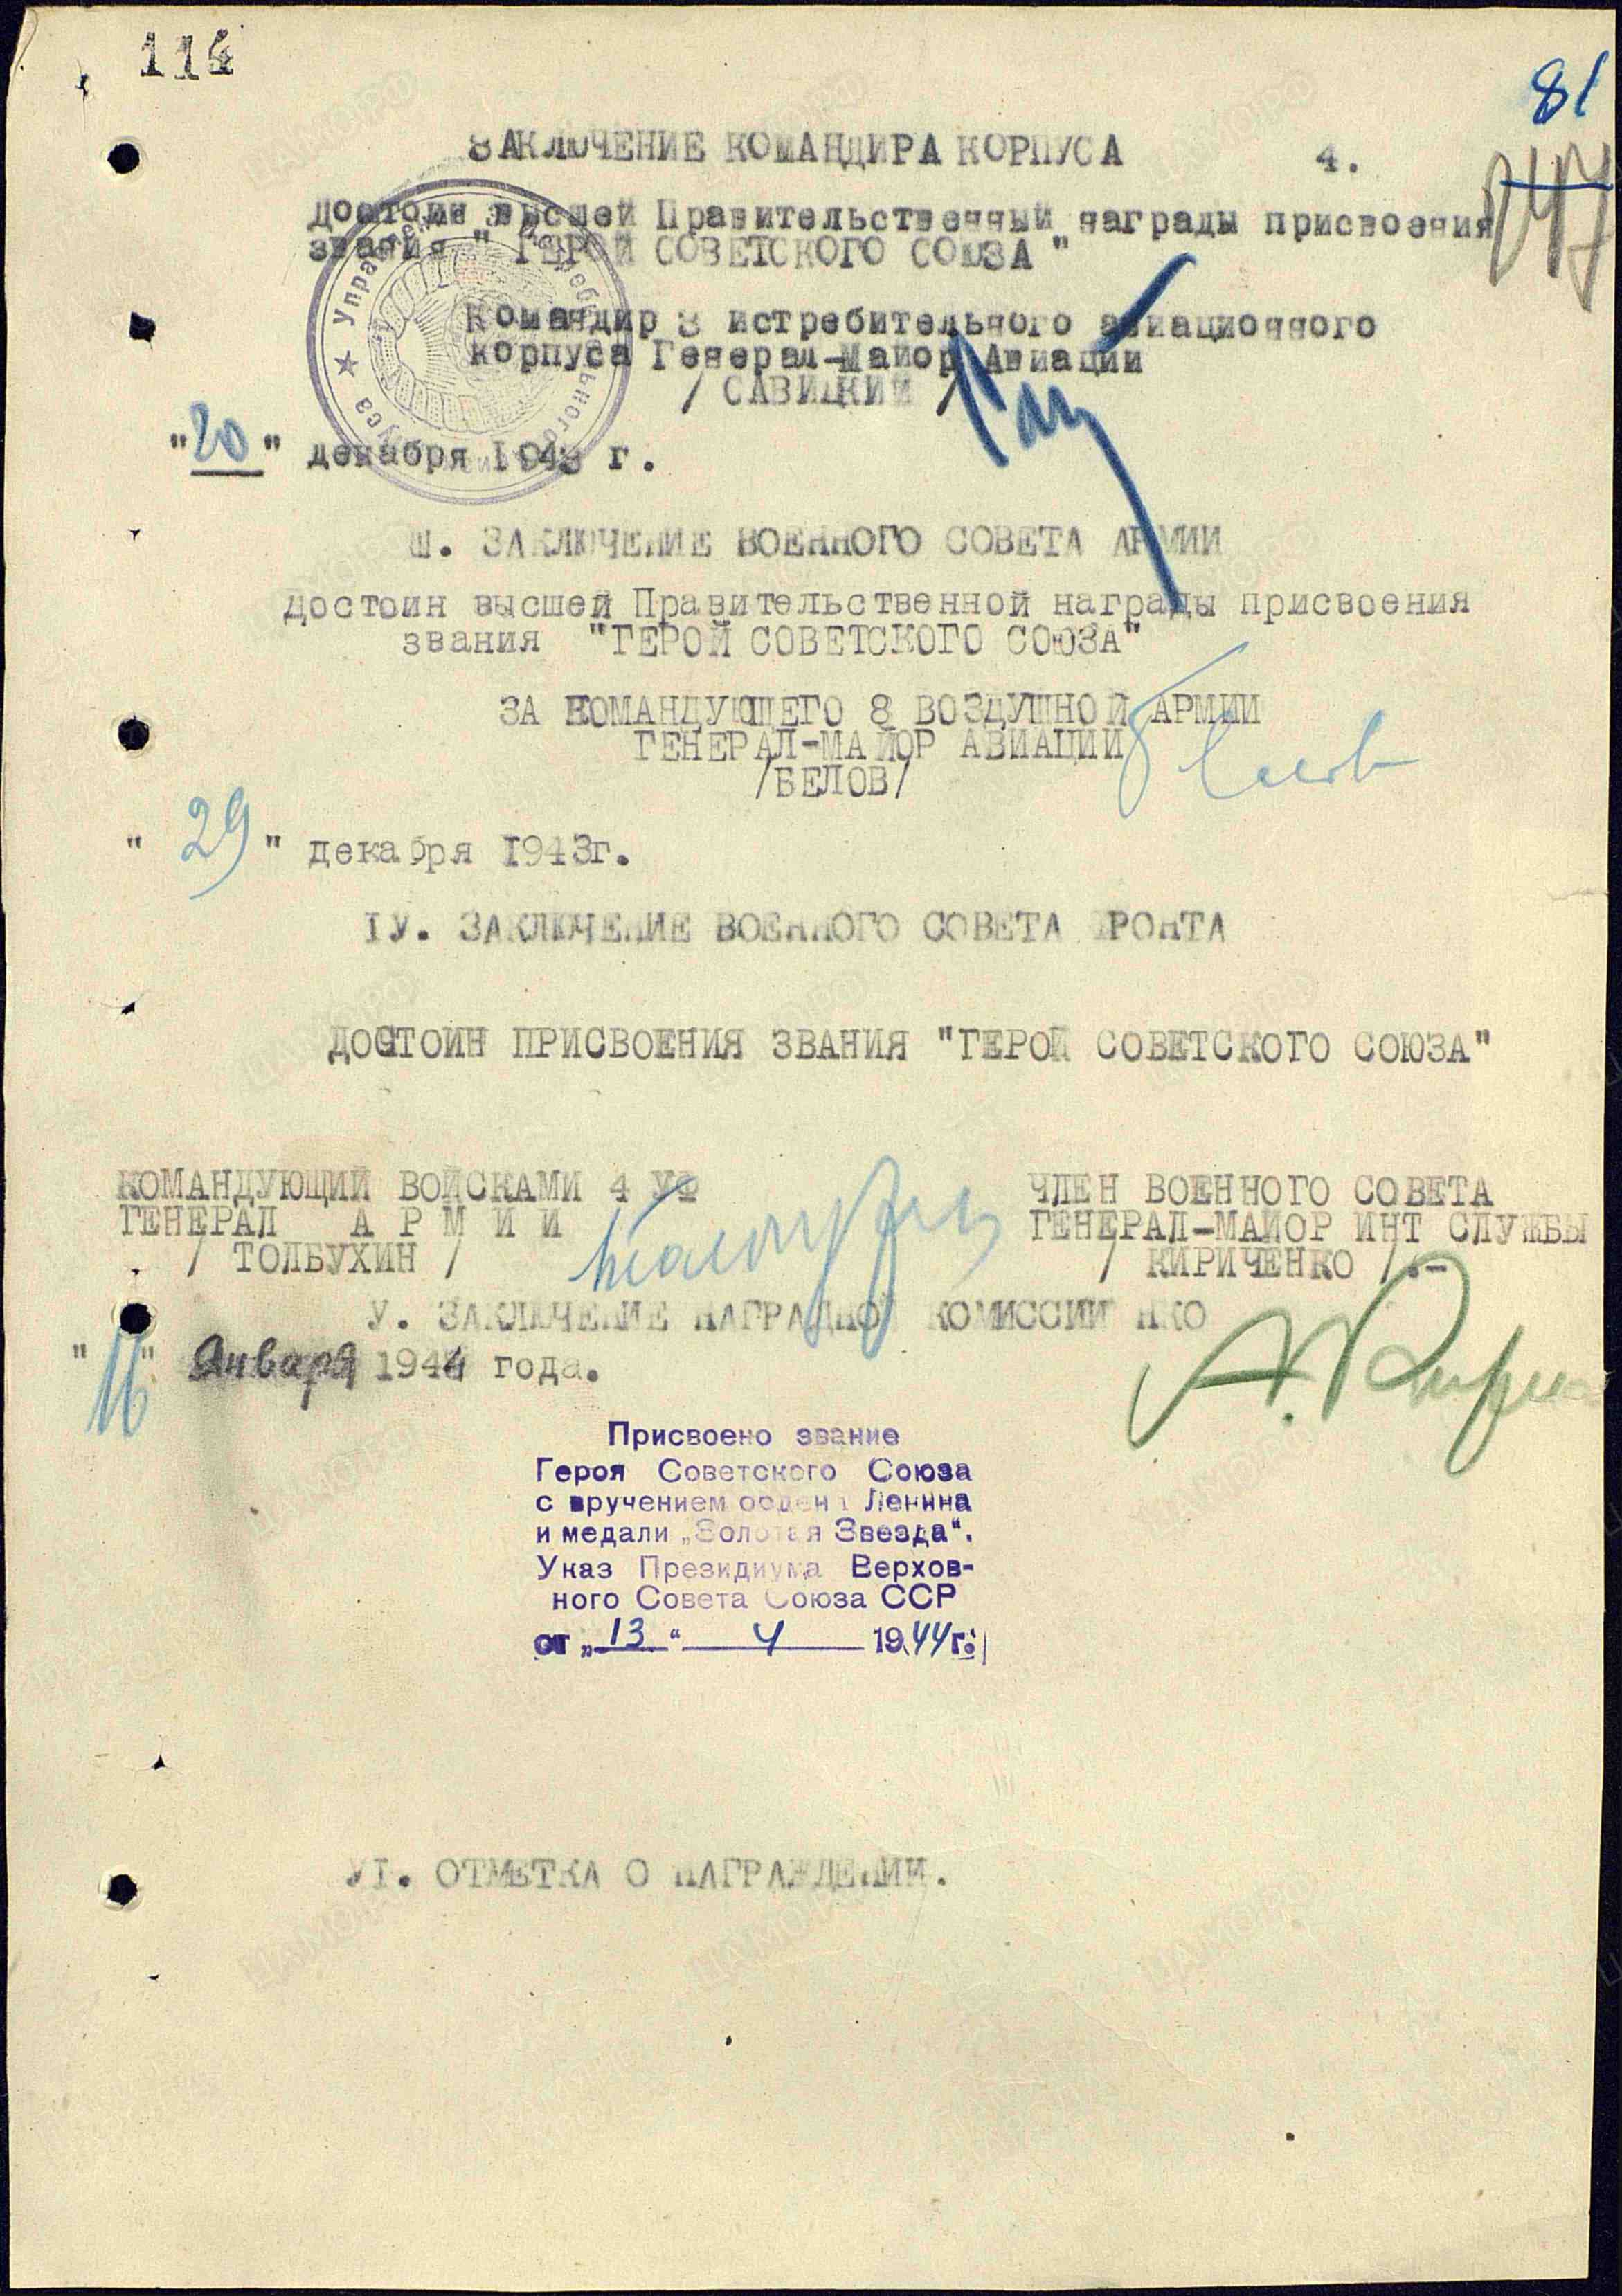 114
81
147
ЗАКЛЮЧЕНИЕ КОМАНДИРА КОРПУСА 4.
Достоин высшей Правительственный награды присвоения
звания " ГЕРОЙ СОВЕТСКОГО СОЮЗА "
Командир 3 истребительного авиационного
корпуса Генерал-Майор Авиации
/ САВИЦКИЙ /
"20" декабря 1943 г.
Ш. ЗАКЛЮЧЕНИЕ ВОЕННОГО СОВЕТА АРМИИ
Достоин высшей Правительственной награды присвоения
звания "ГЕРОЙ СОВЕТСКОГО СОЮЗА"
ЗА КОМАНДУЮЩЕГО 8 ВОЗДУШНОЙ АРМИИ
ГЕНЕРАЛ-МАЙОР АВИАЦИИ
/БЕЛОВ/
" 29 " декабря 1943г.
IУ. ЗАКЛЮЧЕНИЕ ВОЕННОГО СОВЕТА ФРОНТА
ДОСТОИН ПРИСВОЕНИЯ ЗВАНИЯ "ГЕРОЙ СОВЕТСКОГО СОЮЗА"
КОМАНДУЮЩИЙ ВОЙСКАМИ 4 УФ
ГЕНЕРАЛ А Р М И И
/ ТОЛБУХИН /
ЧЛЕН ВОЕННОГО СОВЕТА
ГЕНЕРАЛ-МАЙОР ИНТ СЛУЖБЫ
/ КИРИЧЕНКО /.-
У. ЗАКЛЮЧЕНИЕ НАГРАДНОЙ КОМИССИИ НКО
"16" Января 1944 года.
Присвоено звание
Героя Советского Союза
с вручением ордена Ленина
и медали „Золотая Звезда".
Указ Президиума Верхов-
ного Совета Союза ССР
от „13" 4 1944 г.
УI. ОТМЕТКА О НАГРАЖДЕНИИ.